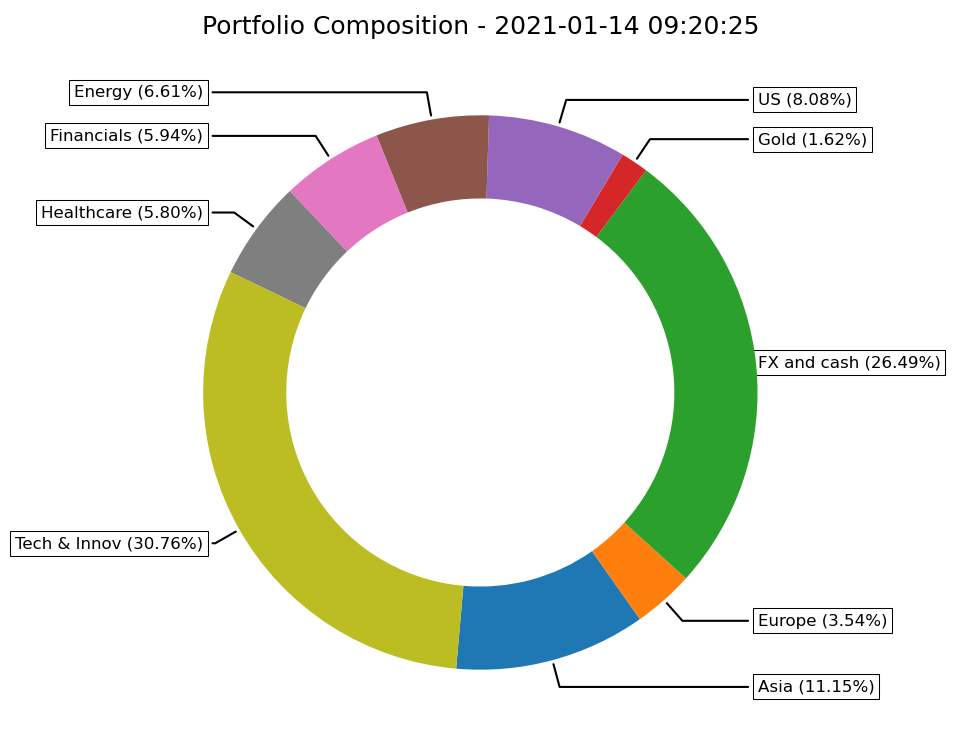 Portfolio Composition - 2021-01-14 09:20:25
Energy (6.61%)
US (8.08%)
Financials (5.94%)
Gold (1.62%)
Healthcare (5.80%)
FX and cash (26.49%)
Tech & Innov (30.76%)
Europe (3.54%)
Asia (11.15%)